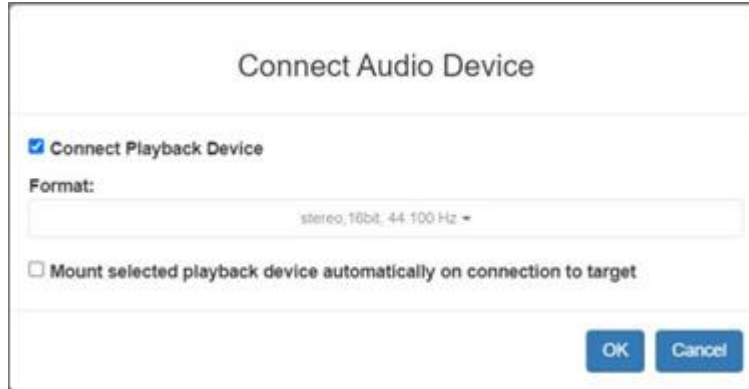 Connect Audio Device
Connect Playback Device
Format:
stereo,16bit, 44.100 Hz
Mount selected playback device automatically on connection to target
OK Cancel